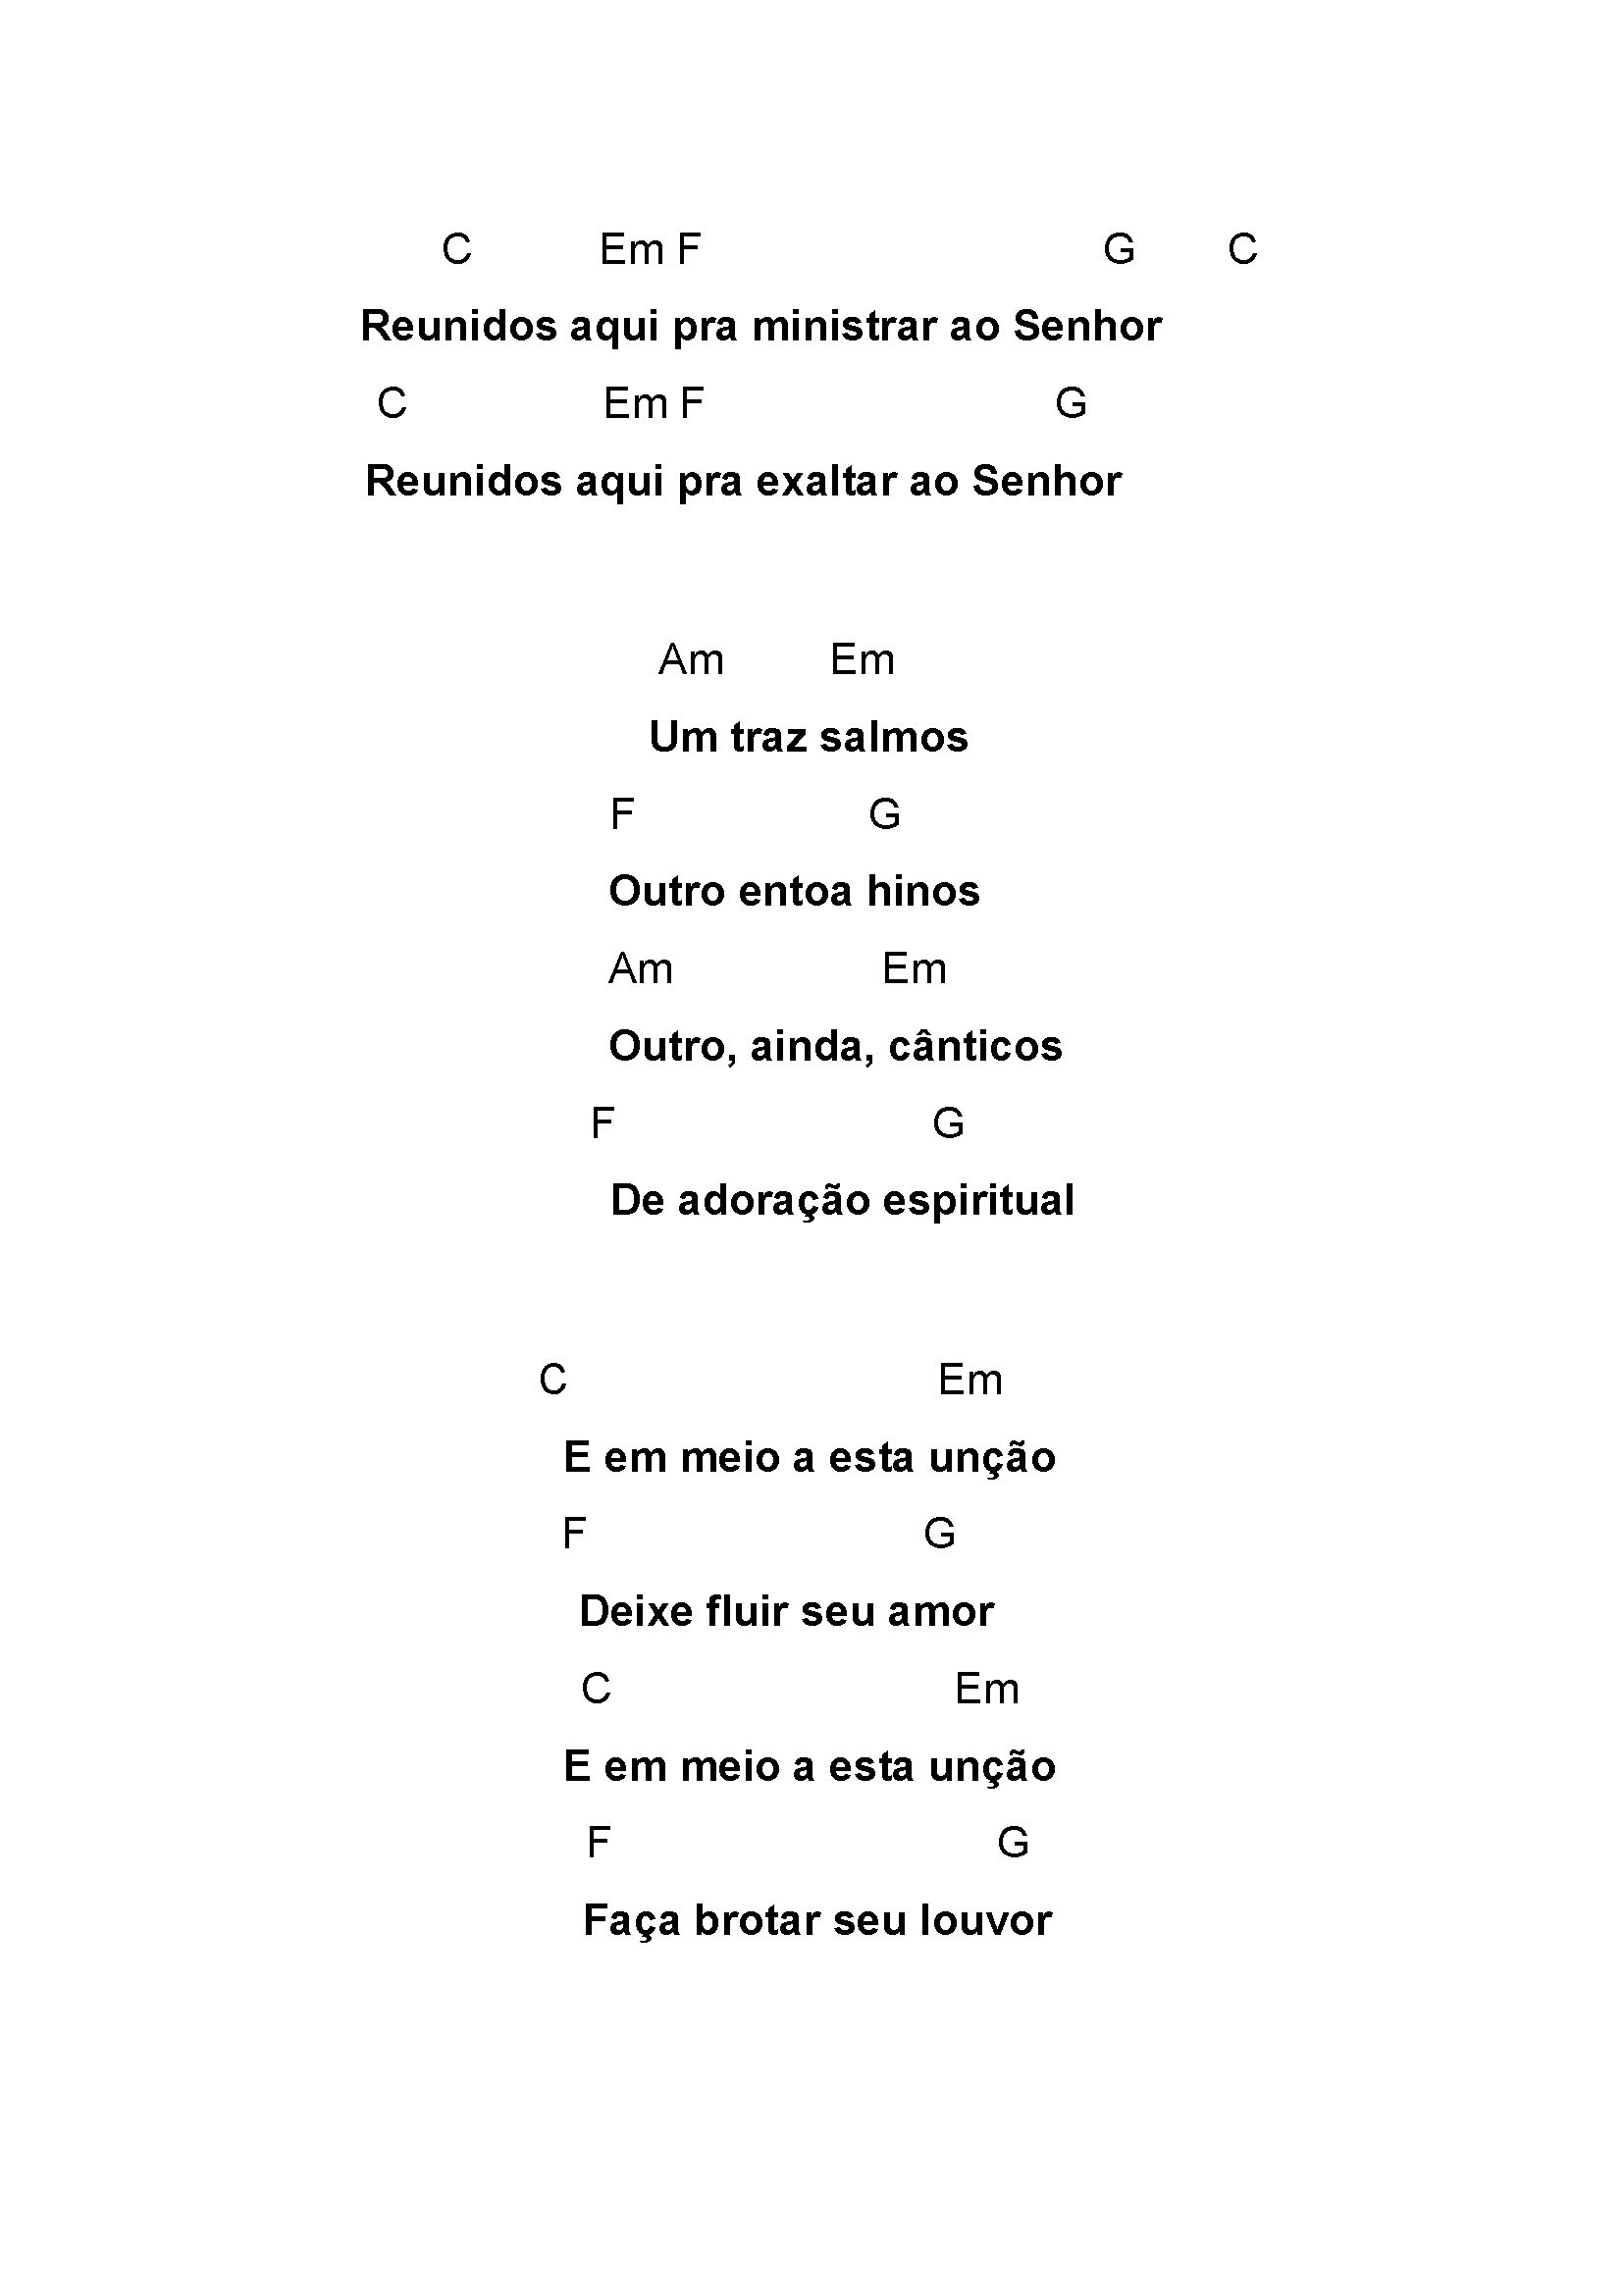 C Em F G C
Reunidos aqui pra ministrar ao Senhor
C Em F G
Reunidos aqui pra exaltar ao Senhor
Am Em
Um traz salmos
F G
Outro entoa hinos
Am Em
Outro, ainda, cânticos
F G
De adoração espiritual
C Em
E em meio a esta unção
F G
Deixe fluir seu amor
C Em
E em meio a esta unção
F G
Faça brotar seu louvor